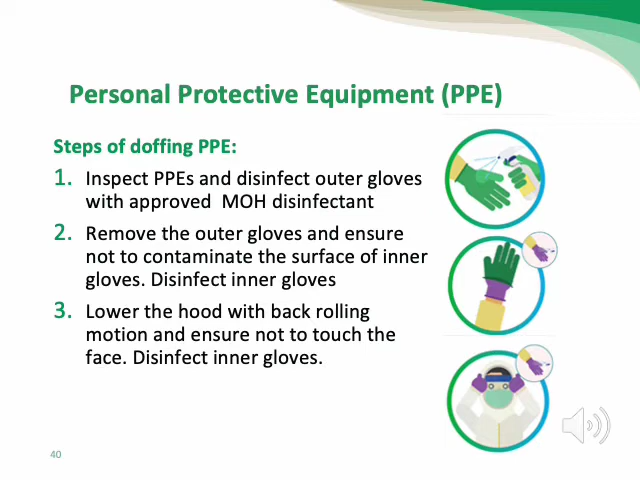 Personal Protective Equipment (PPE)
Steps of doffing PPE:
1. Inspect PPEs and disinfect outer gloves
with approved MOH disinfectant
2. Remove the outer gloves and ensure
not to contaminate the surface of inner
gloves. Disinfect inner gloves
3. Lower the hood with back rolling
motion and ensure not to touch the
face. Disinfect inner gloves.
40